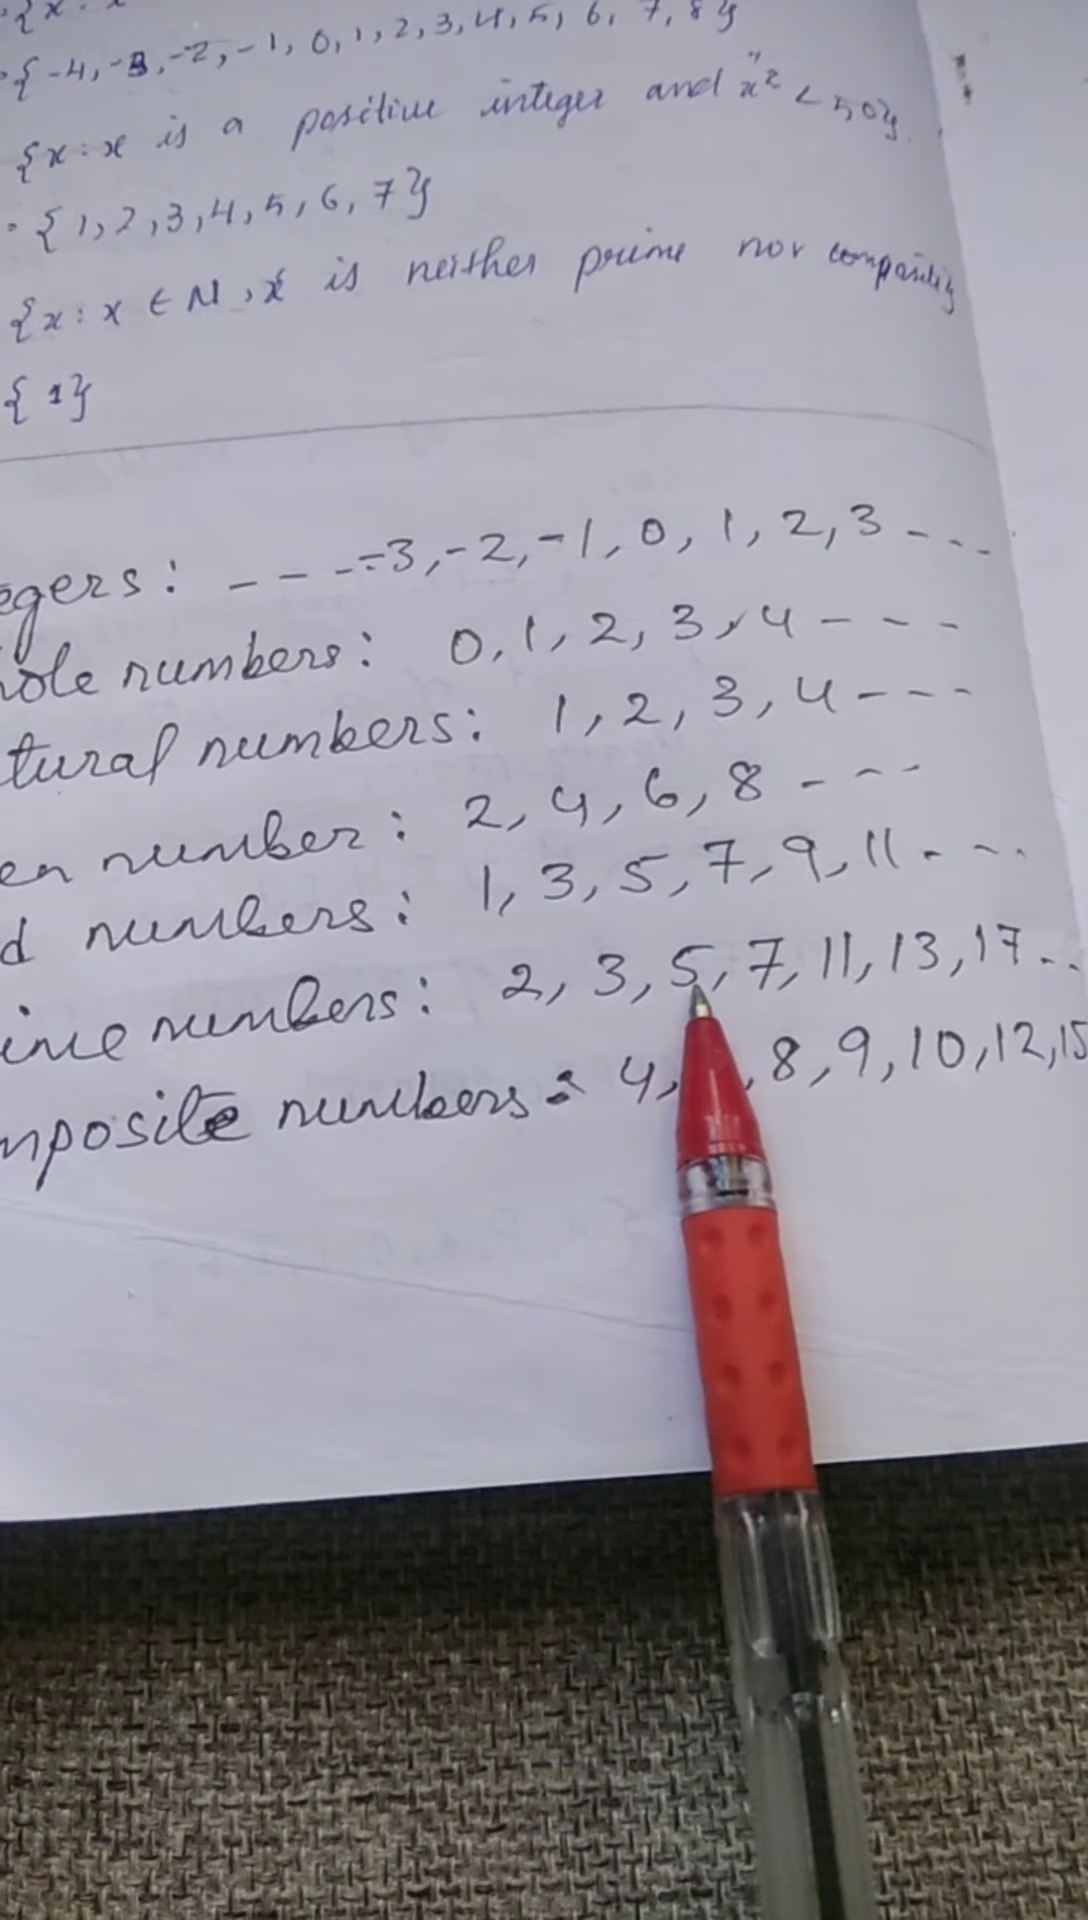 {x : x
{-4, -3, -2, -1, 0, 1, 2, 3, 4, 5, 6, 7, 8}
{x : x is a positive integer and x² < 50}
{1, 2, 3, 4, 5, 6, 7}
{x : x ∈ N, x is neither prime nor
{1}
egers: - - - -3, -2, -1, 0, 1, 2, 3 - - -
hole numbers: 0, 1, 2, 3, 4 - - -
tural numbers: 1, 2, 3, 4 - - -
en number: 2, 4, 6, 8 - - -
d numbers: 1, 3, 5, 7, 9, 11 - - -
ime numbers: 2, 3, 5, 7, 11, 13, 17 - -
mposite numbers: 4, , 8, 9, 10, 12, 15